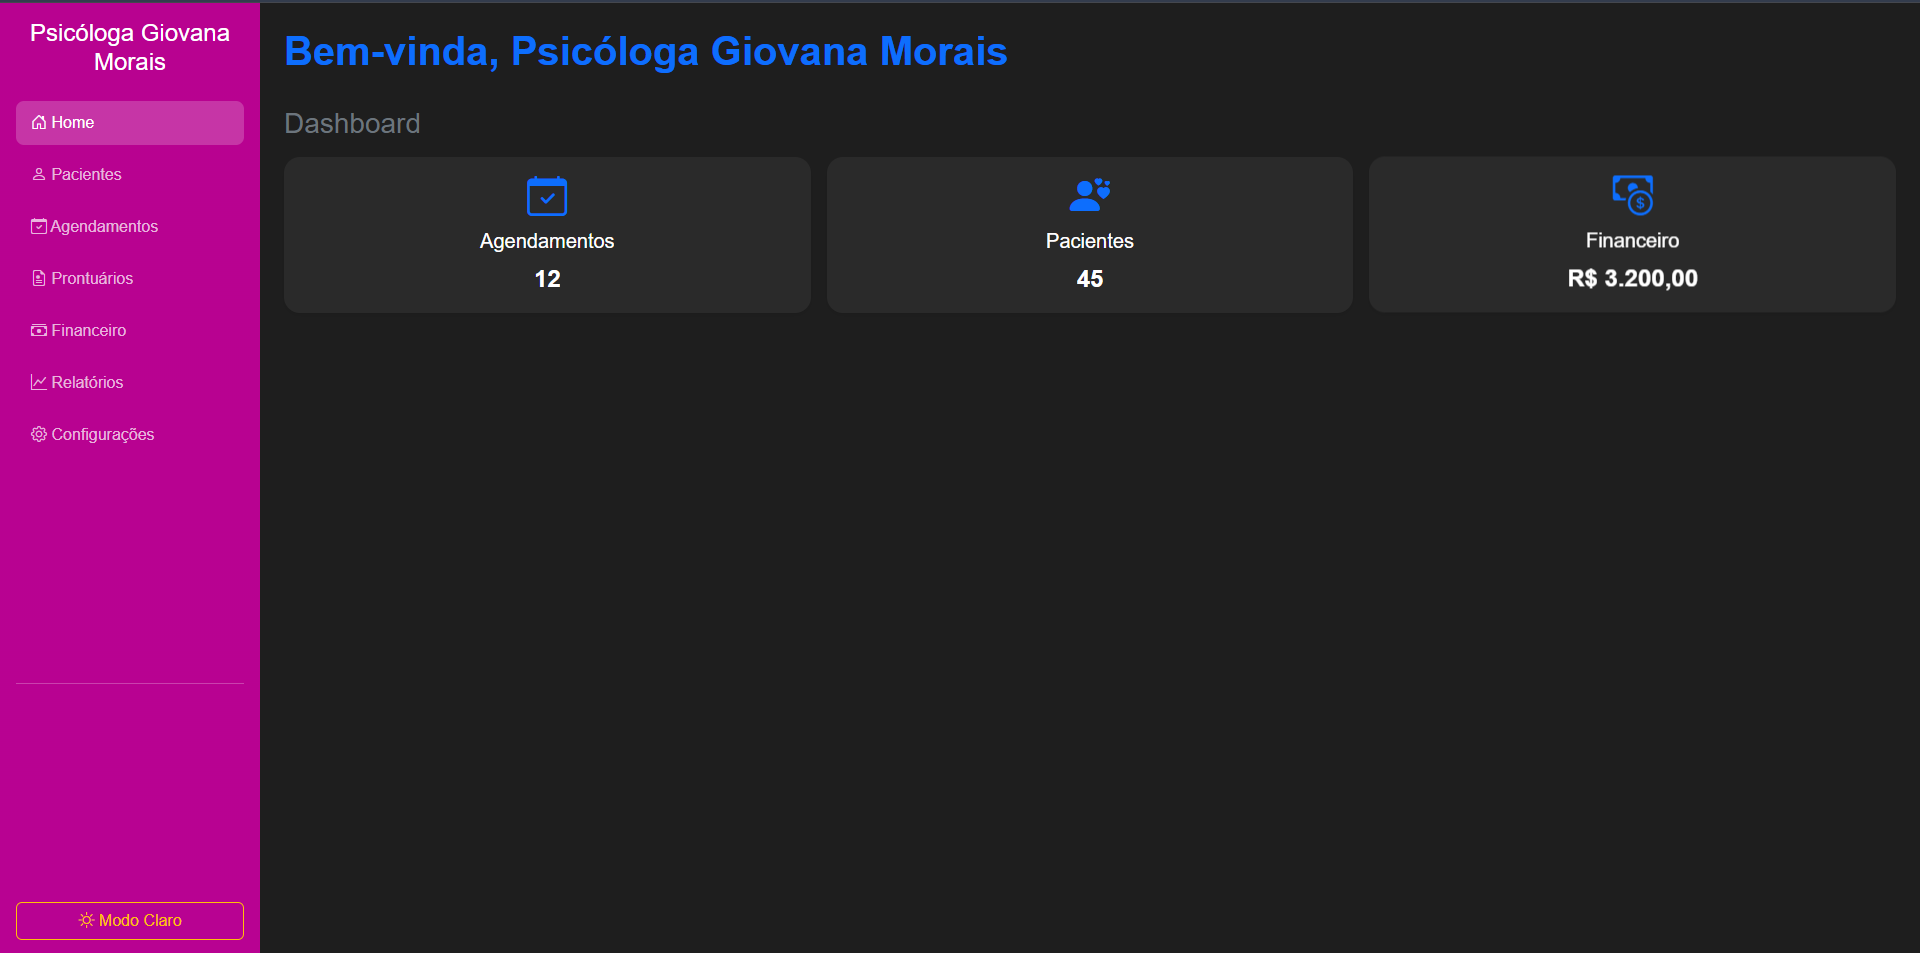 Psicóloga Giovana
Morais
Home
Pacientes
Agendamentos
Prontuários
Financeiro
Relatórios
Configurações
Modo Claro
Bem-vinda, Psicóloga Giovana Morais
Dashboard
Agendamentos
12
Pacientes
45
Financeiro
R$ 3.200,00